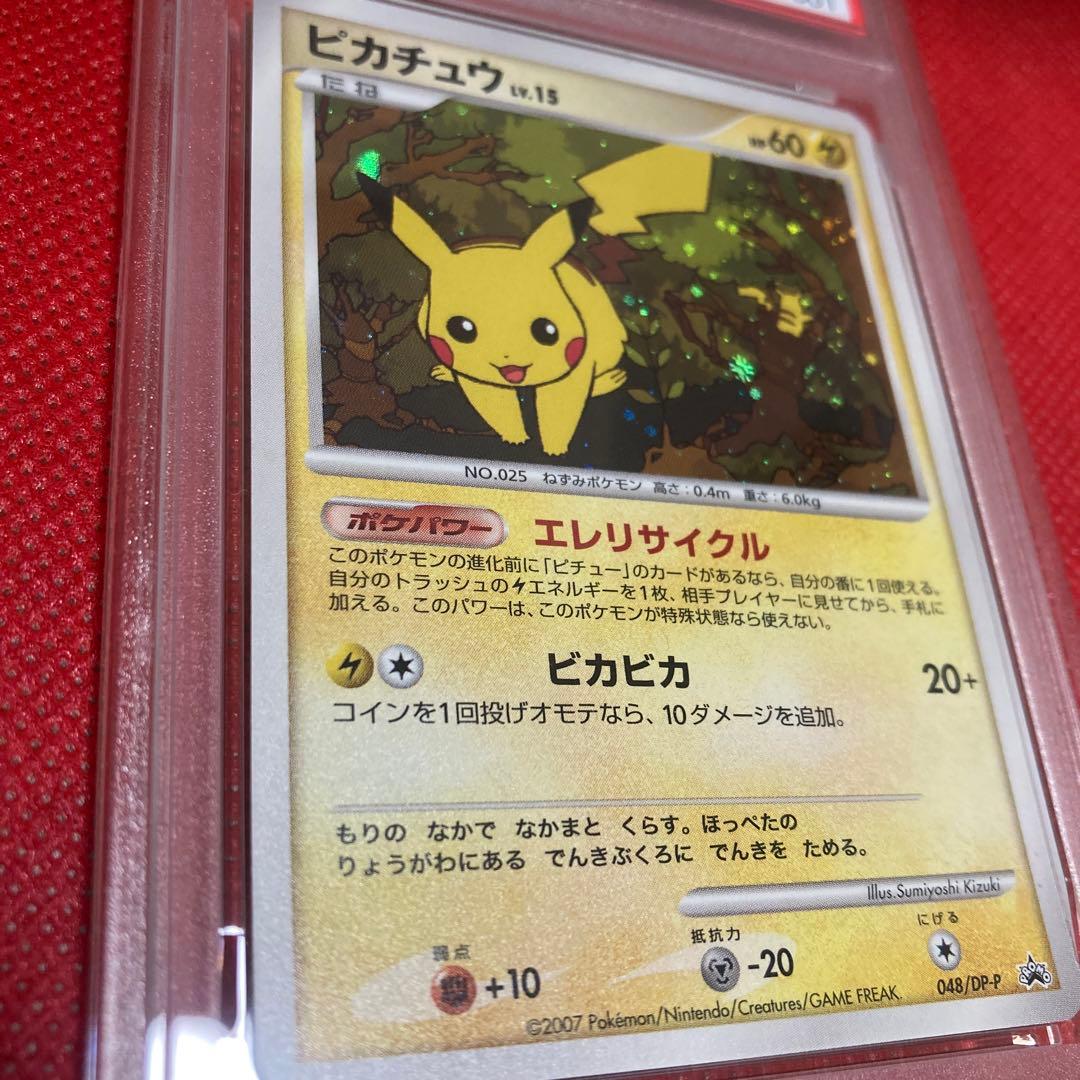 ピカチュウ LV.15
たね
HP60
NO.025 ねずみポケモン 高さ：0.4m 重さ：6.0kg
ポケパワー エレリサイクル
このポケモンの進化前に「ピチュー」のカードがあるなら、自分の番に1回使える。
自分のトラッシュのエネルギーを1枚、相手プレイヤーに見せてから、手札に
加える。このパワーは、このポケモンが特殊状態なら使えない。
ビカビカ 20+
コインを1回投げオモテなら、10ダメージを追加。
もりの なかで なかまと くらす。ほっぺたの
りょうがわにある でんきぶくろに でんきを ためる。
Illus.Sumiyoshi Kizuki
弱点 +10
抵抗力 -20
にげる
048/DP-P
PROMO
©2007 Pokémon/Nintendo/Creatures/GAME FREAK.